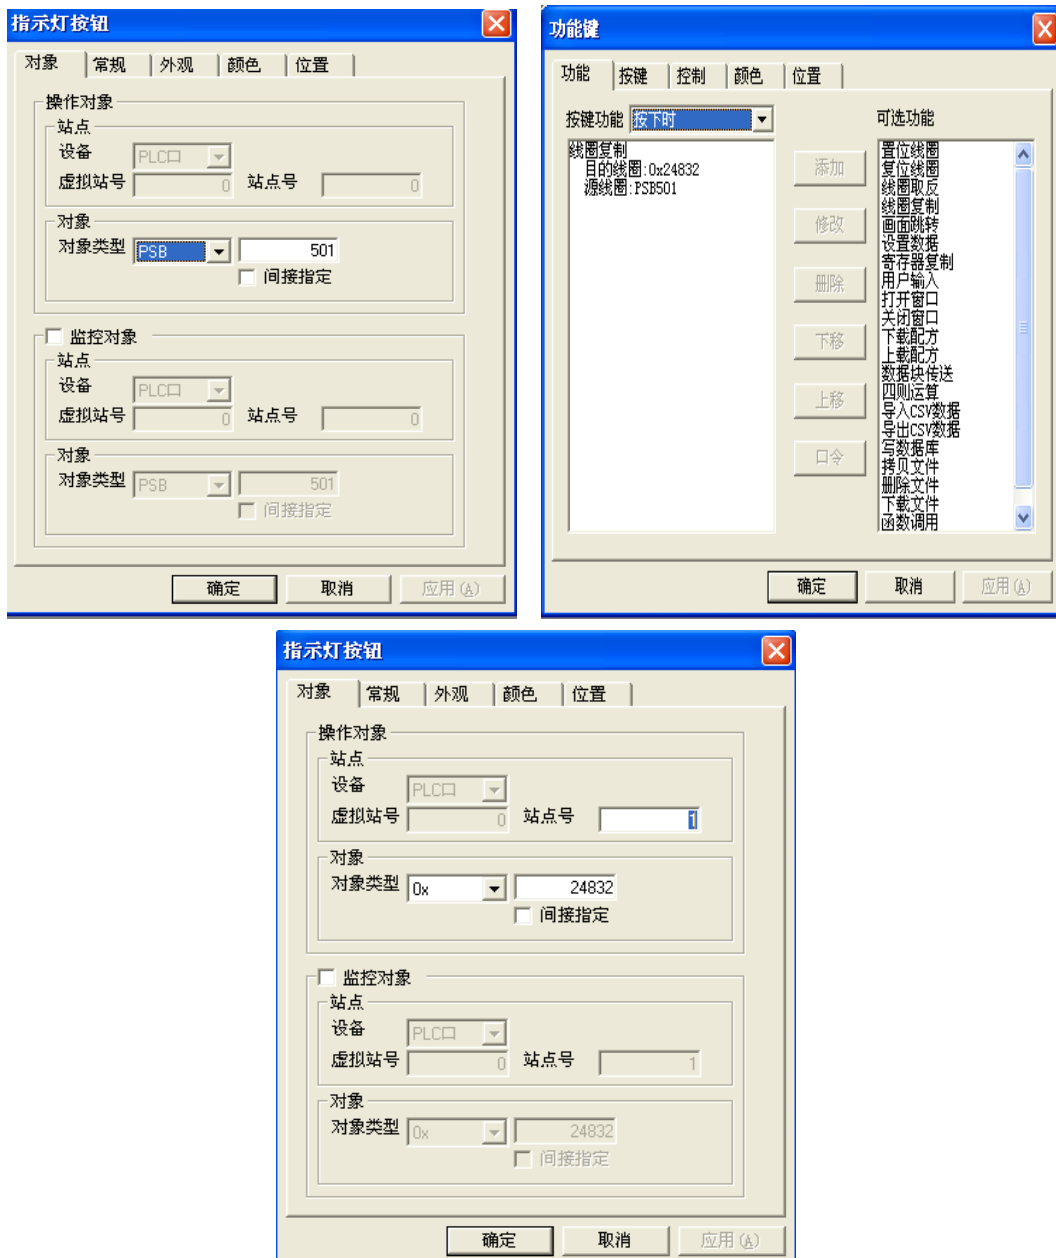 指示灯按钮
对象 常规 外观 颜色 位置
操作对象
站点
设备 PLC口
虚拟站号 0 站点号 0
对象
对象类型 PSB 501
间接指定
监控对象
站点
设备 PLC口
虚拟站号 0 站点号 0
对象
对象类型 PSB 501
间接指定
确定 取消 应用(A)
功能键
功能 按键 控制 颜色 位置
按键功能 按下时
线圈复制
目的线圈:0x24832
源线圈:PSB501
添加
修改
删除
下移
上移
口令
可选功能
置位线圈
复位线圈
线圈取反
线圈复制
画面跳转
设置数据
寄存器复制
用户输入
打开窗口
关闭窗口
下载配方
上载配方
数据块传送
四则运算
导入CSV数据
导出CSV数据
写数据库
拷贝文件
删除文件
下载文件
函数调用
确定 取消 应用(A)
指示灯按钮
对象 常规 外观 颜色 位置
操作对象
站点
设备 PLC口
虚拟站号 0 站点号 1
对象
对象类型 0x 24832
间接指定
监控对象
站点
设备 PLC口
虚拟站号 0 站点号 1
对象
对象类型 0x 24832
间接指定
确定 取消 应用(A)